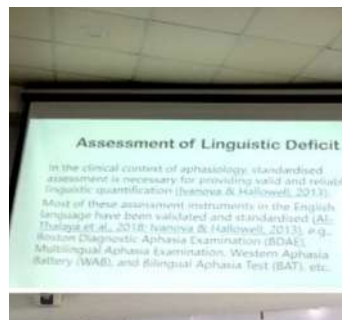 Assessment of Linguistic Deficit
In the clinical context of aphasiology, standardised
assessment is necessary for providing valid and reliable
linguistic quantification (Ivanova & Hallowell, 2013).
Most of these assessment instruments in the English
language have been validated and standardised (Al-
Thalaya et al., 2018; Ivanova & Hallowell, 2013), e.g.,
Boston Diagnostic Aphasia Examination (BDAE),
Multilingual Aphasia Examination, Western Aphasia
Battery (WAB), and Bilingual Aphasia Test (BAT), etc.